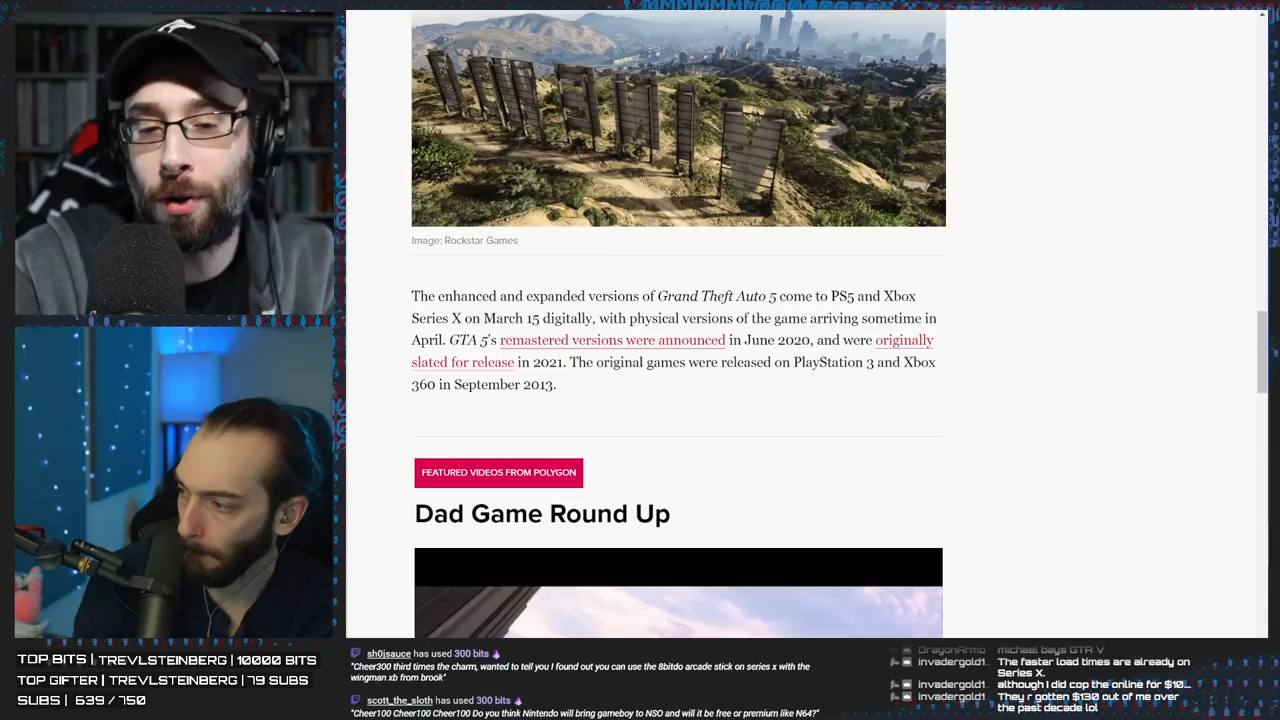 Image: Rockstar Games
The enhanced and expanded versions of Grand Theft Auto 5 come to PS5 and Xbox
Series X on March 15 digitally, with physical versions of the game arriving sometime in
April. GTA 5's remastered versions were announced in June 2020, and were originally
slated for release in 2021. The original games were released on PlayStation 3 and Xbox
360 in September 2013.
FEATURED VIDEOS FROM POLYGON
Dad Game Round Up
TOP BITS | TREVLSTEINBERG | 10000 BITS
TOP GIFTER | TREVLSTEINBERG | 79 SUBS
SUBS | 639 / 750
sh0jsauce has used 300 bits
"Cheer300 third times the charm, wanted to tell you I found out you can use the 8bitdo arcade stick on series x with the
wingman xb from brook"
scott_the_sloth has used 300 bits
"Cheer100 Cheer100 Cheer100 Do you think Nintendo will bring gameboy to NSO and will it be free or premium like N64?"
DragonArmo michael bays GTA V
invadergold1 The faster load times are already on
Series X.
invadergold1 although I did cop the online for $10...
invadergold1 They r gotten $130 out of me over
the past decade lol